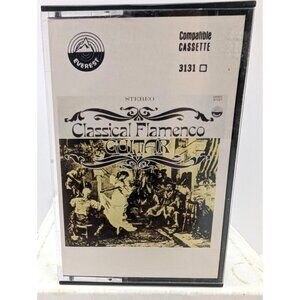 EVEREST
Compatible
CASSETTE
3131
STEREO
Classical Flamenco
GUITAR